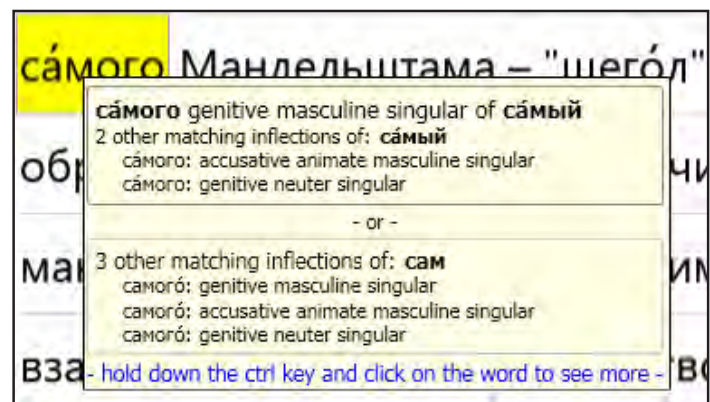 са́мого Мандельштама – "щего́л"
са́мого genitive masculine singular of са́мый
2 other matching inflections of: са́мый
са́мого: accusative animate masculine singular
са́мого: genitive neuter singular
- or -
3 other matching inflections of: сам
самого́: genitive masculine singular
самого́: accusative animate masculine singular
самого́: genitive neuter singular
- hold down the ctrl key and click on the word to see more -